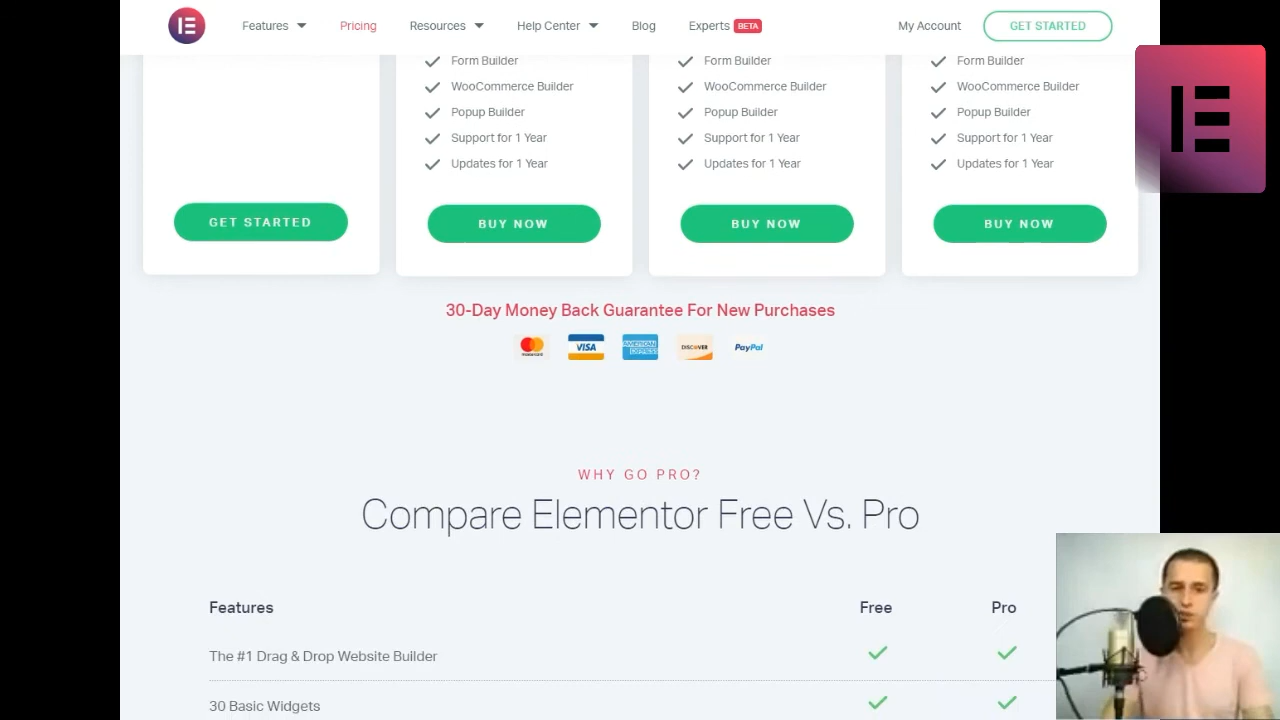 Features Pricing Resources Help Center Blog Experts BETA My Account GET STARTED
Form Builder Form Builder Form Builder
WooCommerce Builder WooCommerce Builder WooCommerce Builder
Popup Builder Popup Builder Popup Builder
Support for 1 Year Support for 1 Year Support for 1 Year
Updates for 1 Year Updates for 1 Year Updates for 1 Year
GET STARTED BUY NOW BUY NOW BUY NOW
30-Day Money Back Guarantee For New Purchases
mastercard VISA AMERICAN EXPRESS DISCOVER PayPal
WHY GO PRO?
Compare Elementor Free Vs. Pro
Features Free Pro
The #1 Drag & Drop Website Builder
30 Basic Widgets